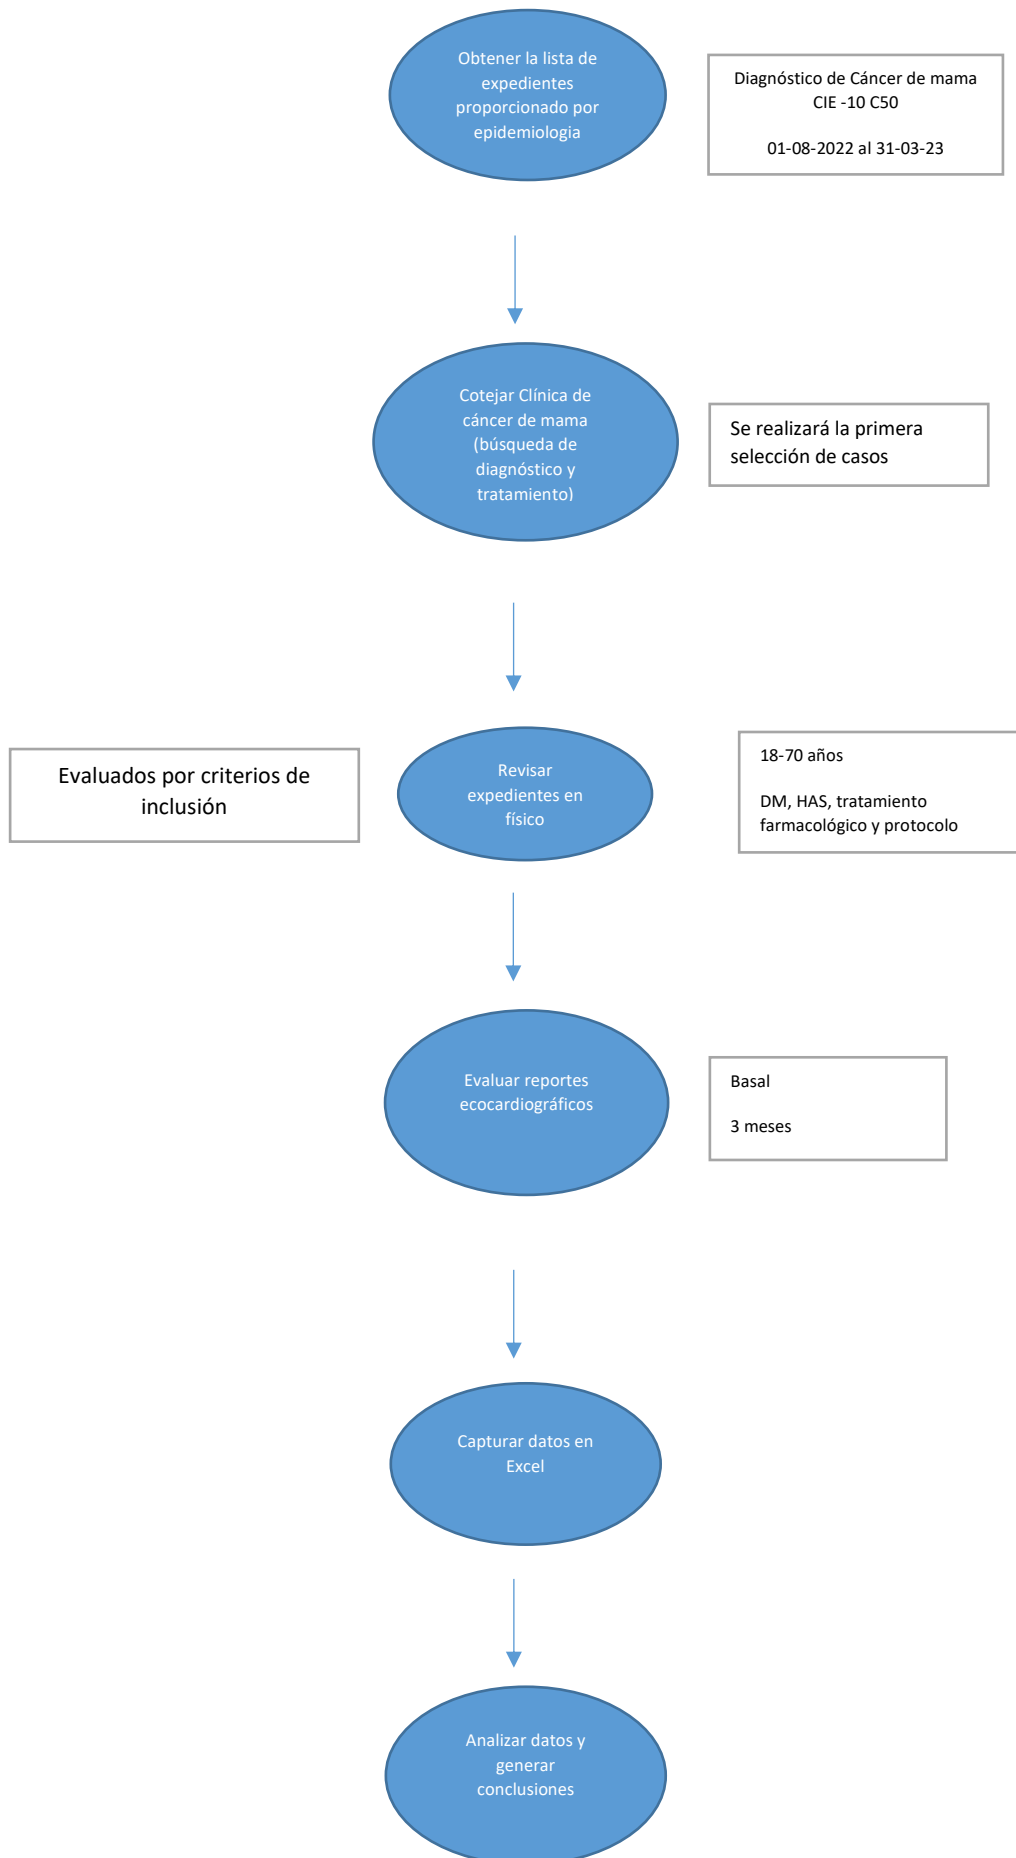 Obtener la lista de
expedientes
proporcionado por
epidemiologia
Diagnóstico de Cáncer de mama
CIE -10 C50
01-08-2022 al 31-03-23
Cotejar Clínica de
cáncer de mama
(búsqueda de
diagnóstico y
tratamiento)
Se realizará la primera
selección de casos
Evaluados por criterios de
inclusión
Revisar
expedientes en
físico
18-70 años
DM, HAS, tratamiento
farmacológico y protocolo
Evaluar reportes
ecocardiográficos
Basal
3 meses
Capturar datos en
Excel
Analizar datos y
generar
conclusiones